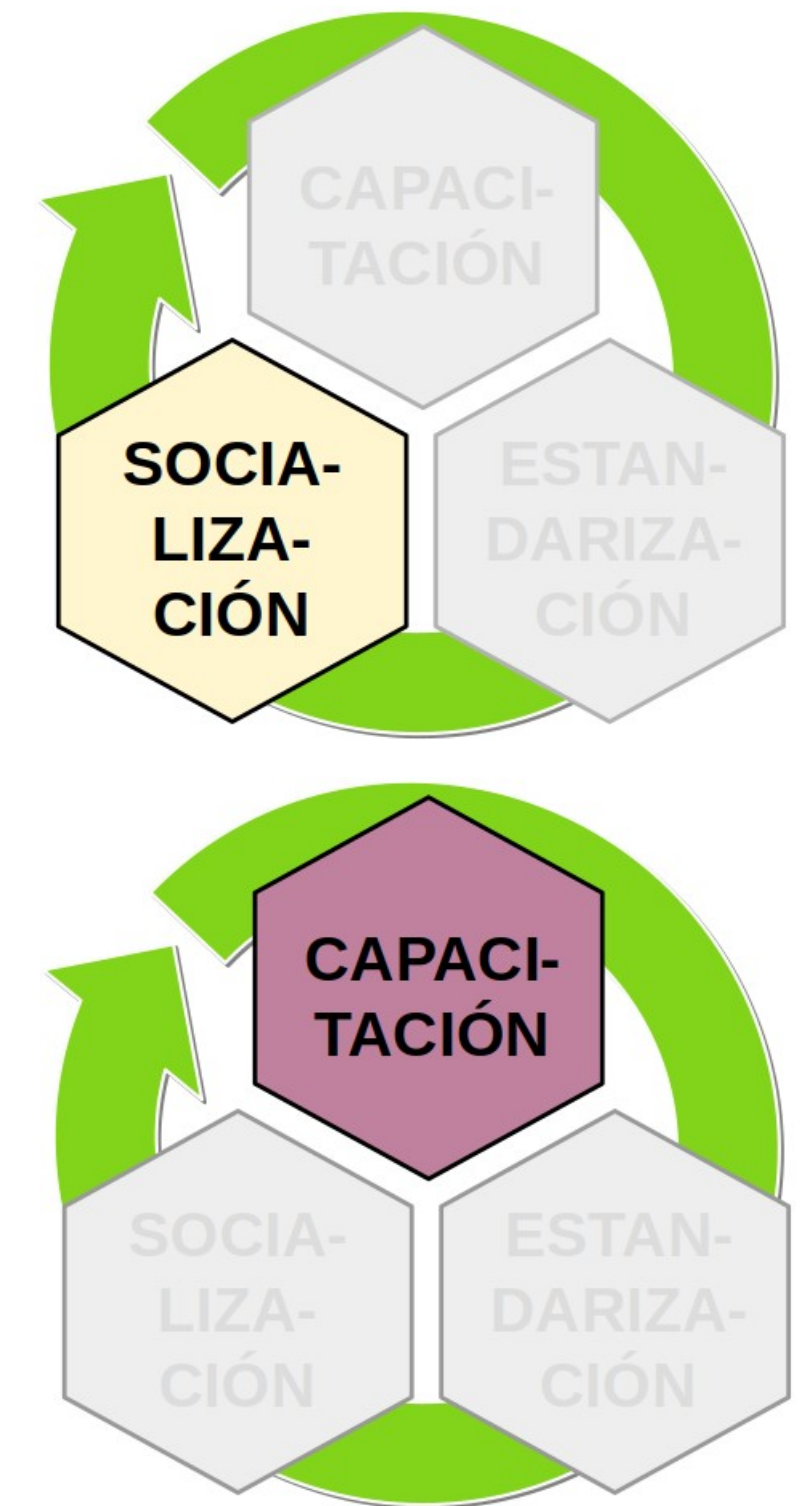 CAPACI-
TACIÓN
SOCIA-
LIZA-
CIÓN
ESTAN-
DARIZA-
CIÓN
CAPACI-
TACIÓN
SOCIA-
LIZA-
CIÓN
ESTAN-
DARIZA-
CIÓN